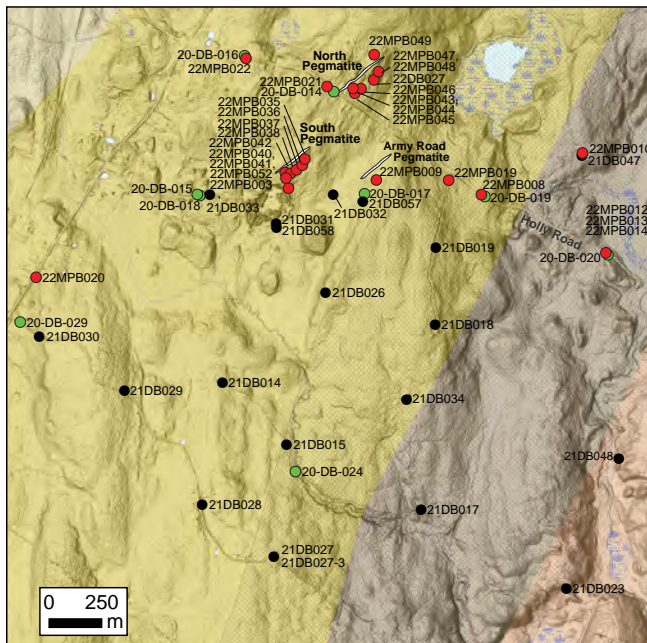 22MPB049
20-DB-016
22MPB022
North
Pegmatite
22MPB047,
22MPB048
22DB027
22MPB046
22MPB043,
22MPB044
22MPB045
22MPB021
20-DB-014
22MPB035
22MPB036
22MPB037
22MPB038
22MPB042
22MPB040,
22MPB041,
22MPB052
22MPB003
South
Pegmatite
Army Road
Pegmatite
22MPB009
22MPB019
22MPB008
20-DB-019
22MPB010
21DB047
20-DB-015
20-DB-018
21DB033
21DB031
21DB058
21DB032
20-DB-017
21DB057
21DB019
Holly Road
22MPB012
22MPB013
22MPB014
20-DB-020
22MPB020
21DB026
20-DB-029
21DB030
21DB018
21DB029
21DB014
21DB034
21DB015
20-DB-024
21DB048
21DB028
21DB017
21DB027
21DB027-3
21DB023
0 250
m